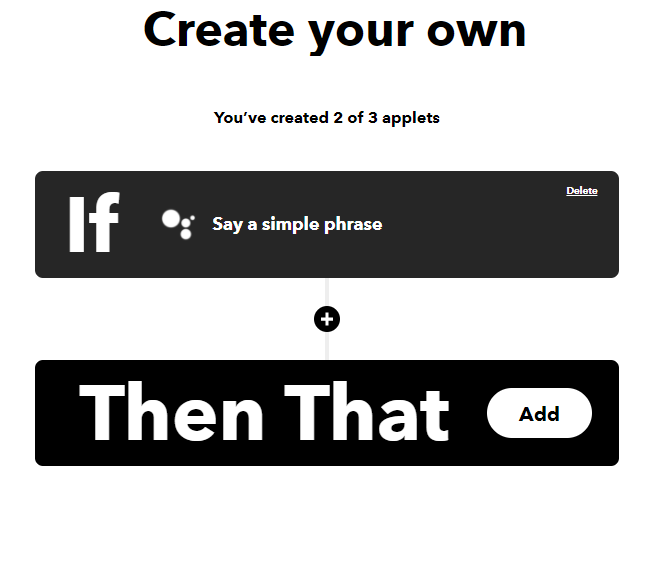 Create your own
You’ve created 2 of 3 applets
Delete
If Say a simple phrase
Then That Add